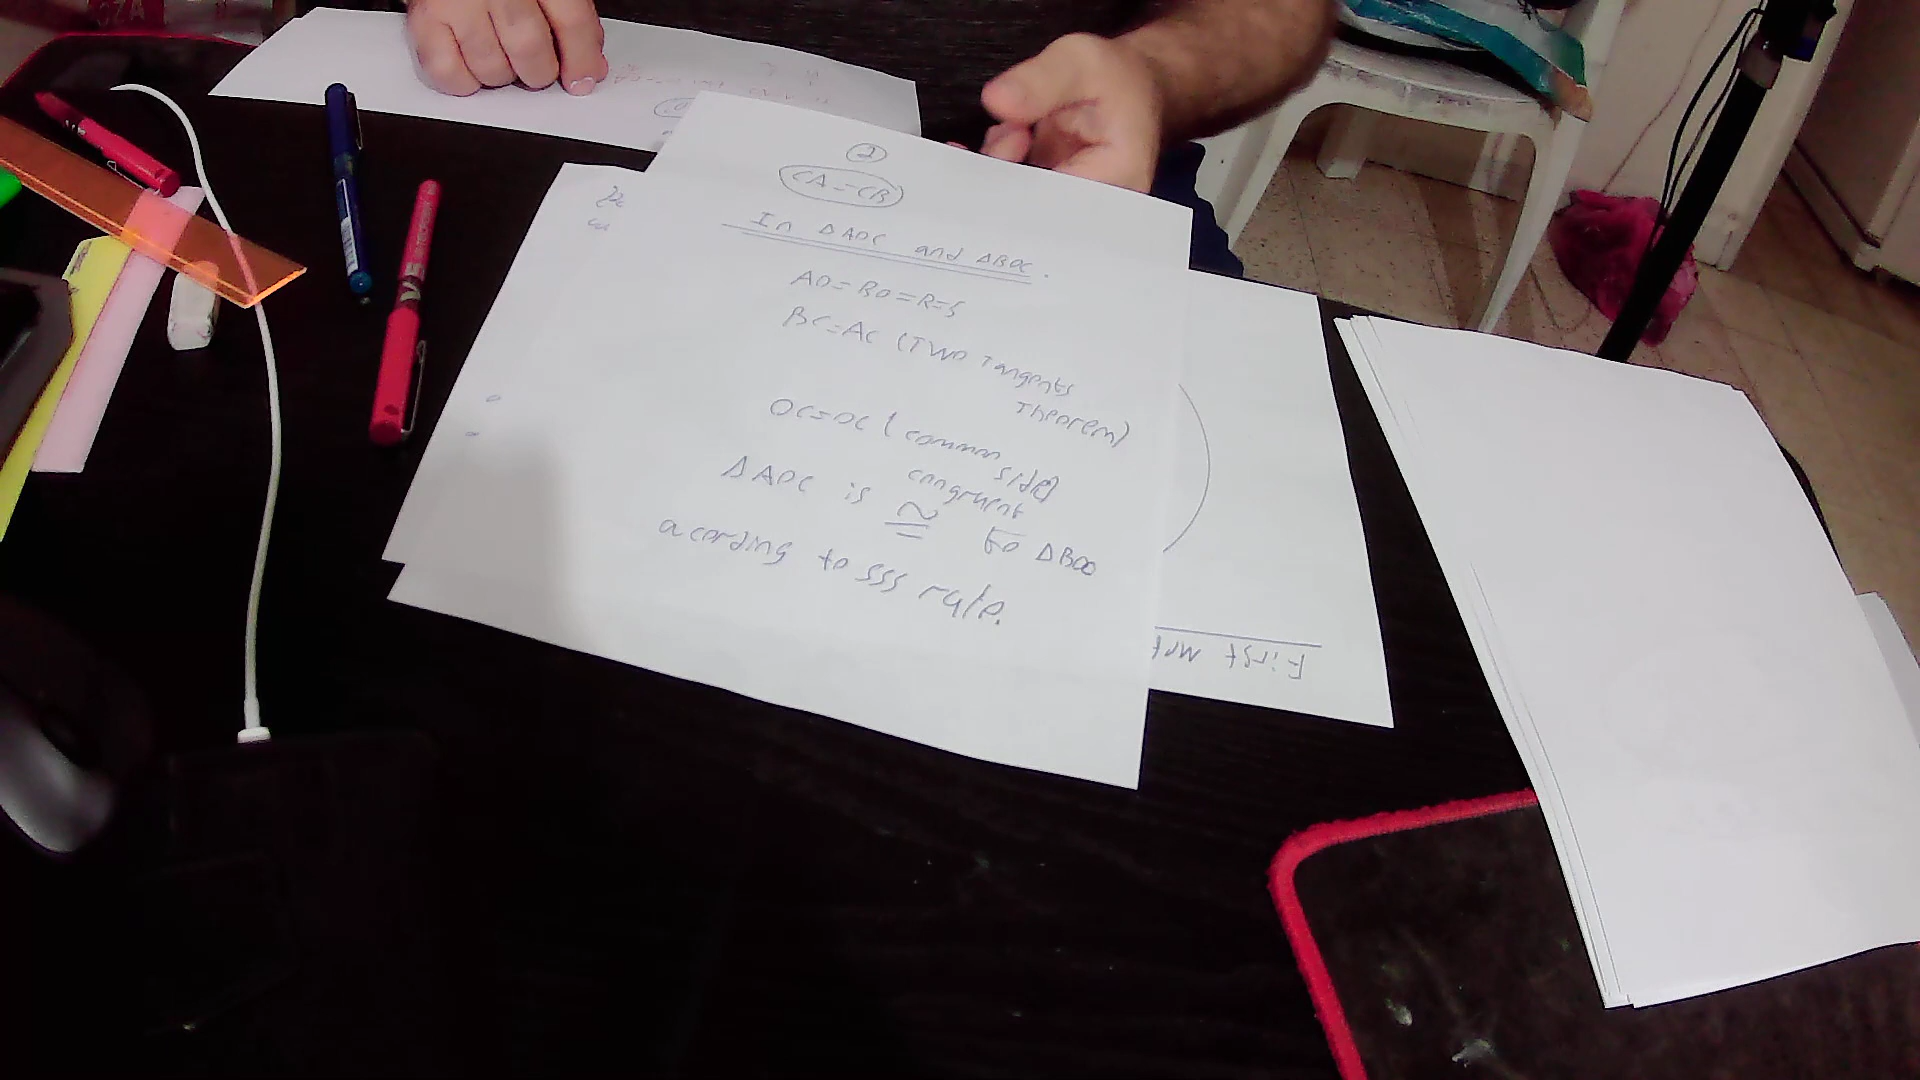 2
CA = CB
In △AOC and △BOC.
AO = BO = R = 5
BC = AC (Two Tangents
Theorem)
OC = OC (common
side)
congruent
△AOC is ≅ to △BOC
acording to SSS rule.
First Met